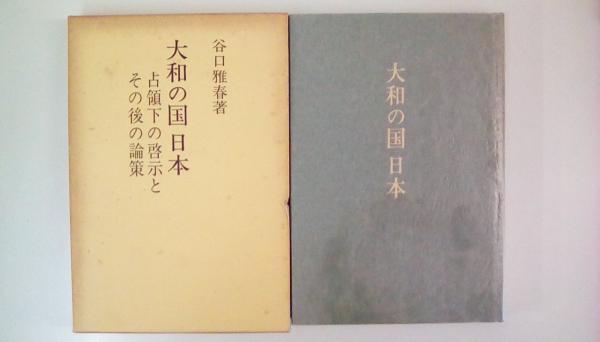 谷口雅春著
大和の国 日本
占領下の啓示と
その後の論策
大和の国 日本